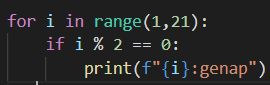 for i in range(1,21):
    if i % 2 == 0:
        print(f"{i}:genap")